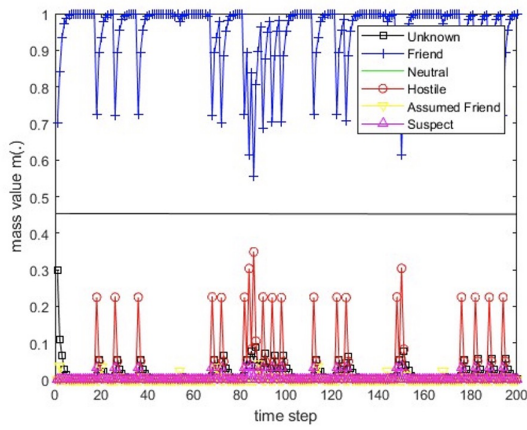 mass value m(.)
1
0.9
0.8
0.7
0.6
0.5
0.4
0.3
0.2
0.1
0
0 20 40 60 80 100 120 140 160 180 200
time step
Unknown
Friend
Neutral
Hostile
Assumed Friend
Suspect